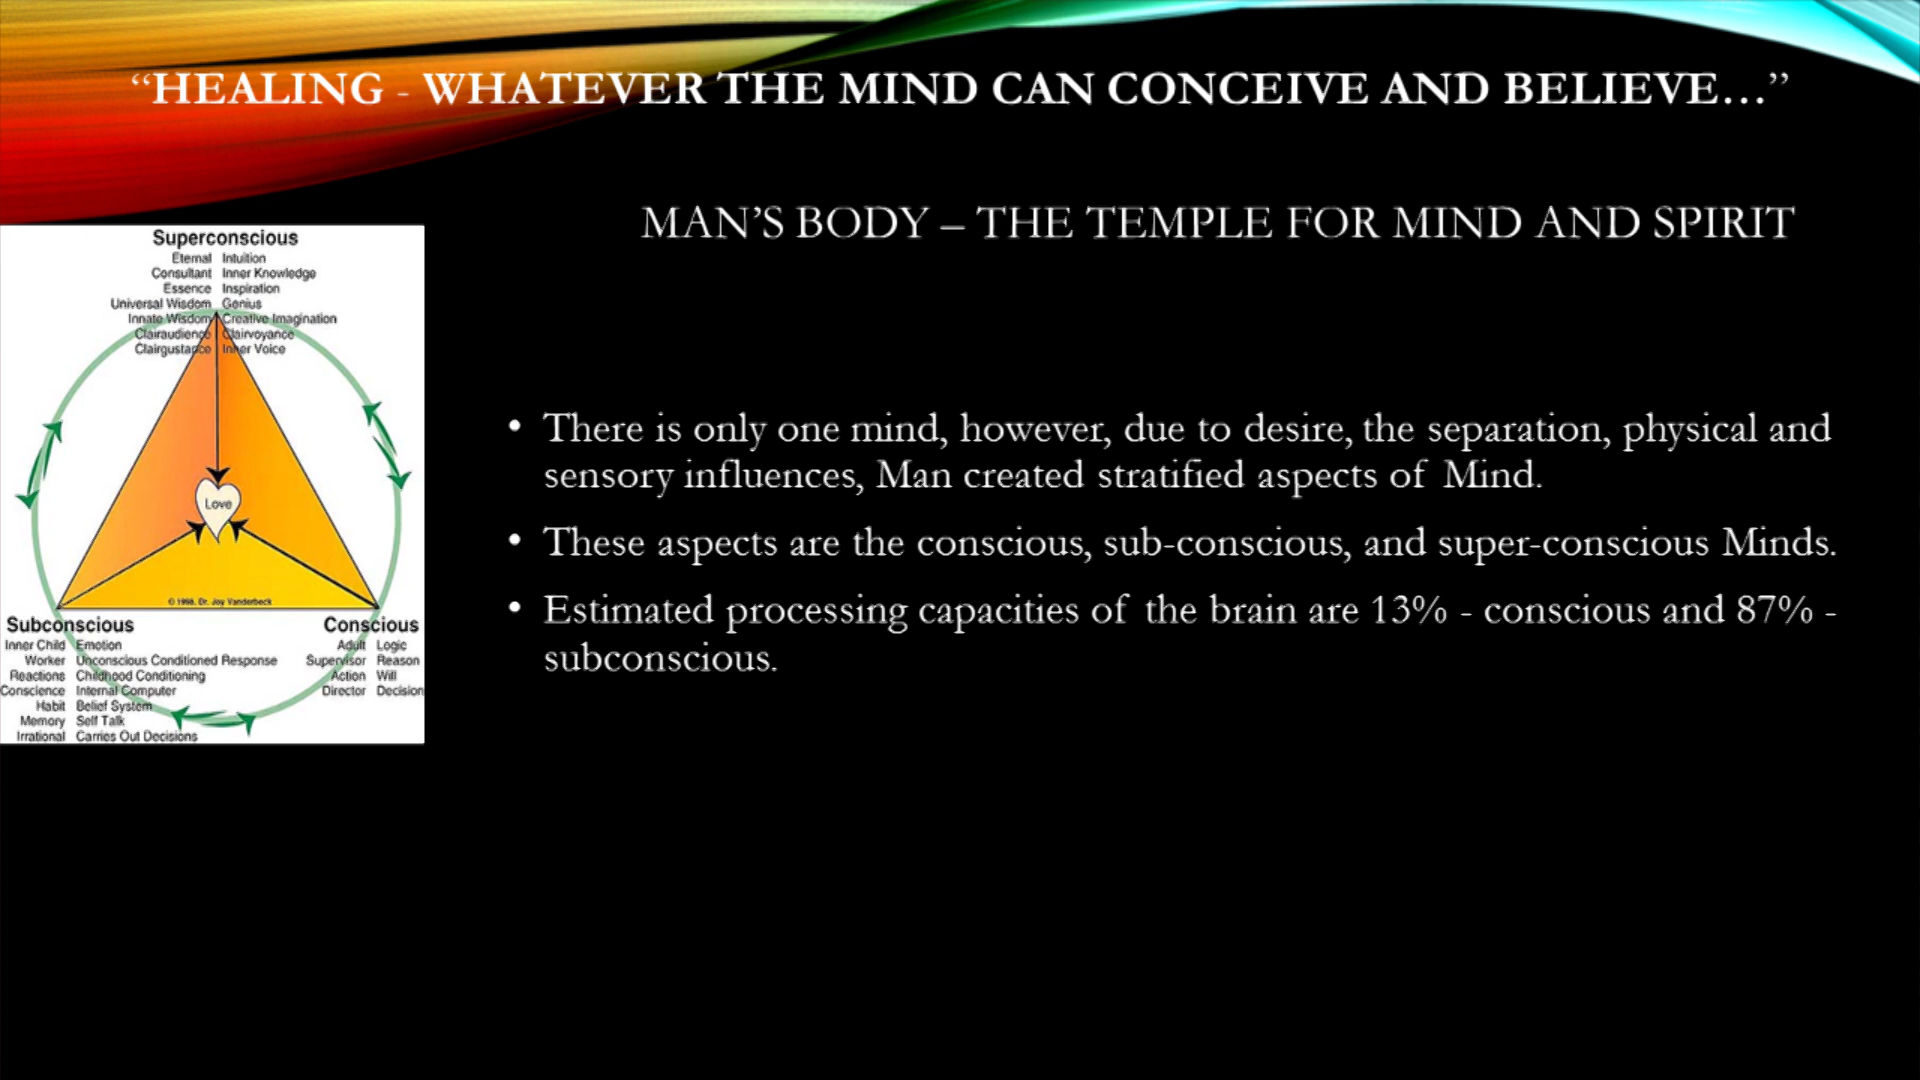 “HEALING - WHATEVER THE MIND CAN CONCEIVE AND BELIEVE…”
MAN’S BODY – THE TEMPLE FOR MIND AND SPIRIT
Superconscious
Eternal Intuition
Consultant Inner Knowledge
Essence Inspiration
Universal Wisdom Genius
Innate Wisdom Creative Imagination
Clairaudience Clairvoyance
Clairgustance Inner Voice
Love
© 1998, Dr. Joy Vanderbeck
Subconscious
Inner Child Emotion
Worker Unconscious Conditioned Response
Reactions Childhood Conditioning
Conscience Internal Computer
Habit Belief System
Memory Self Talk
Irrational Carries Out Decisions
Conscious
Adult Logic
Supervisor Reason
Action Will
Director Decision
• There is only one mind, however, due to desire, the separation, physical and
sensory influences, Man created stratified aspects of Mind.
• These aspects are the conscious, sub-conscious, and super-conscious Minds.
• Estimated processing capacities of the brain are 13% - conscious and 87% -
subconscious.